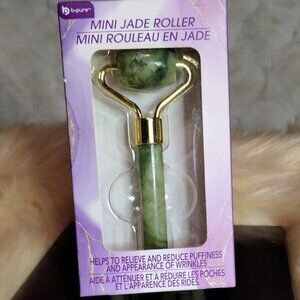 b•pure™
MINI JADE ROLLER
MINI ROULEAU EN JADE
HELPS TO RELIEVE AND REDUCE PUFFINESS
AND APPEARANCE OF WRINKLES
AIDE À ATTÉNUER ET À RÉDUIRE LES POCHES
ET L'APPARENCE DES RIDES.